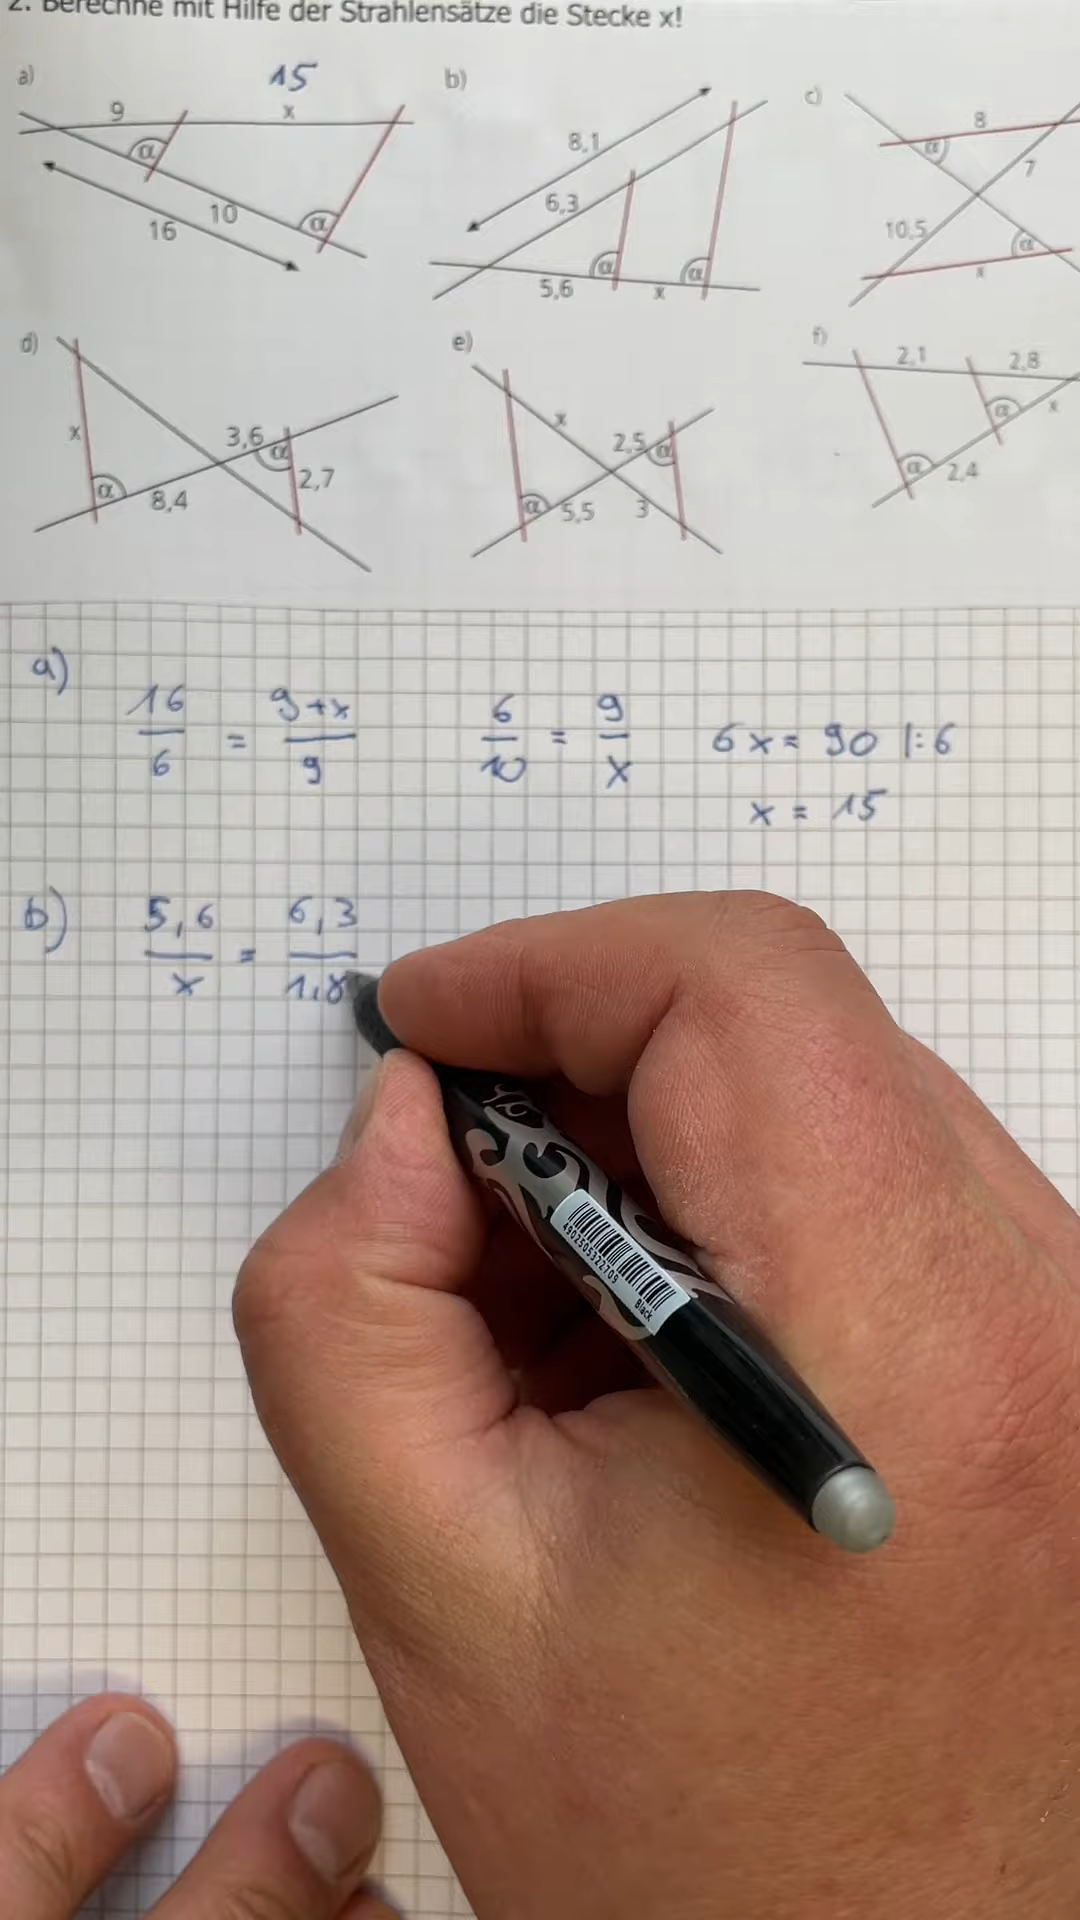 2. Berechne mit Hilfe der Strahlensätze die Stecke x!
a) 9 15 x α α 10 16
b) 8,1 6,3 α α 5,6 x
c) 8 α 7 10,5 α x
d) x α 8,4 3,6 α 2,7
e) x 2,5 α α 5,5 3
f) 2,1 2,8 α x α 2,4
a) 16/6 = 9+x/9 6/10 = 9/x 6x = 90 |:6
x = 15
b) 5,6/x = 6,3/1,8
4902505322709
Black